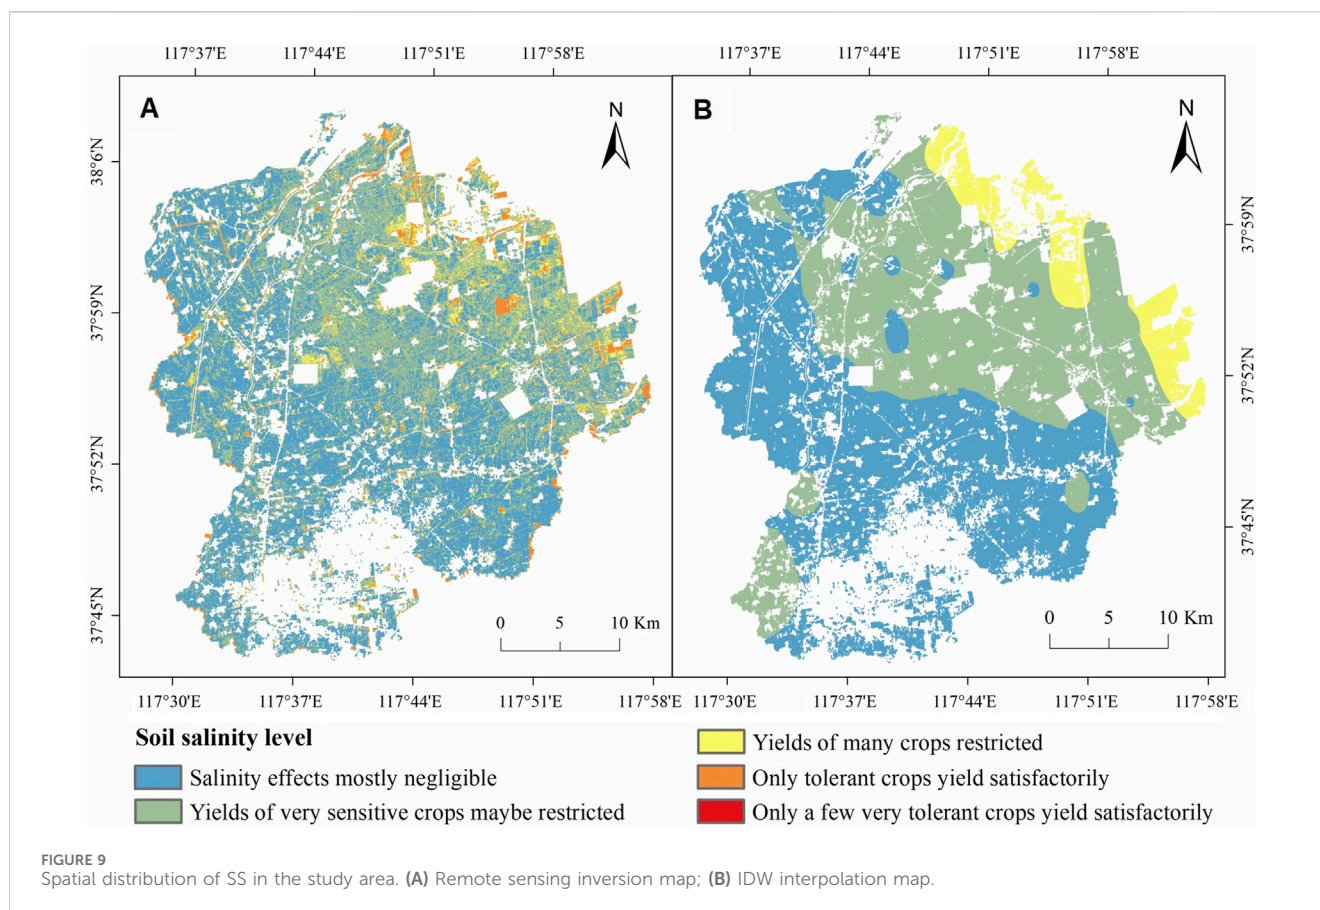 117°37'E 117°44'E 117°51'E 117°58'E 117°37'E 117°44'E 117°51'E 117°58'E
A N B N
38°6'N
37°59'N
37°52'N
37°45'N
37°59'N
37°52'N
37°45'N
0 5 10 Km
0 5 10 Km
117°30'E 117°37'E 117°44'E 117°51'E 117°58'E 117°30'E 117°37'E 117°44'E 117°51'E 117°58'E
Soil salinity level
Salinity effects mostly negligible
Yields of very sensitive crops maybe restricted
Yields of many crops restricted
Only tolerant crops yield satisfactorily
Only a few very tolerant crops yield satisfactorily
FIGURE 9
Spatial distribution of SS in the study area. (A) Remote sensing inversion map; (B) IDW interpolation map.